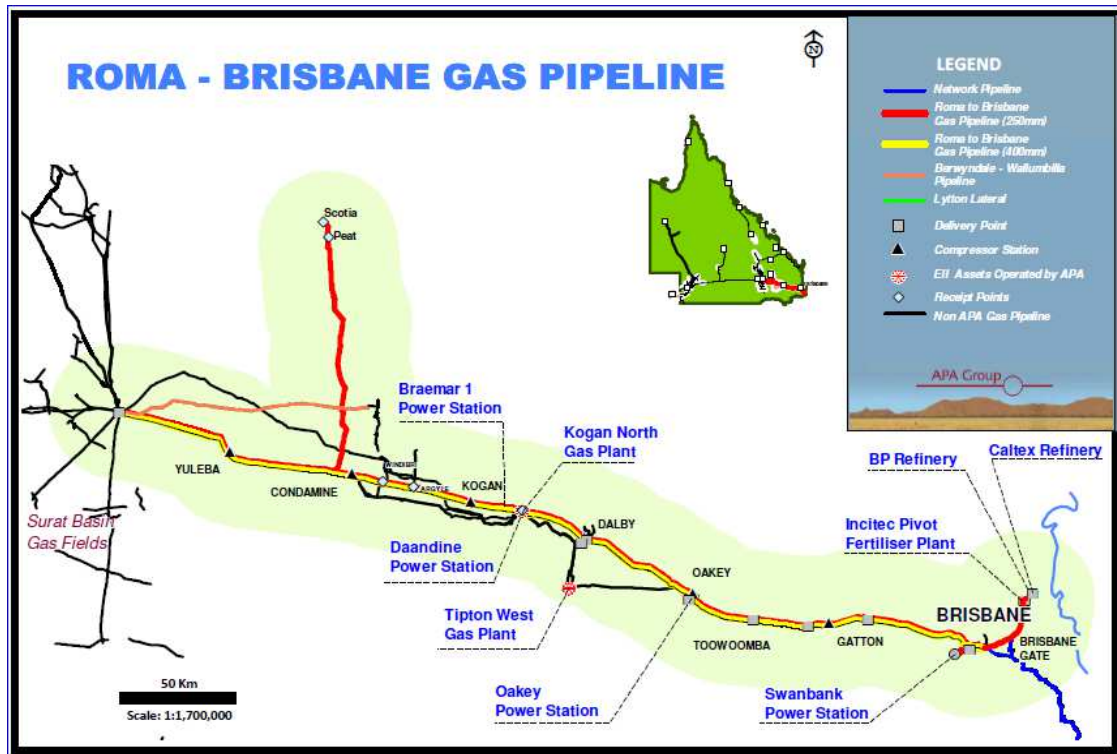 ROMA - BRISBANE GAS PIPELINE
N
LEGEND
Network Pipeline
Roma to Brisbane
Gas Pipeline (250mm)
Roma to Brisbane
Gas Pipeline (400mm)
Berwyndale - Wallumbilla
Pipeline
Lytton Lateral
Delivery Point
Compressor Station
EII Assets Operated by APA
Receipt Points
Non APA Gas Pipeline
APA Group
Scotia
Peat
Braemar 1
Power Station
Kogan North
Gas Plant
BP Refinery
Caltex Refinery
YULEBA
CONDAMINE
WINDIBRI
ARGYLE
KOGAN
Surat Basin
Gas Fields
Daandine
Power Station
DALBY
Incitec Pivot
Fertiliser Plant
OAKEY
Tipton West
Gas Plant
BRISBANE
TOOWOOMBA
GATTON
BRISBANE
GATE
50 Km
Scale: 1:1,700,000
Oakey
Power Station
Swanbank
Power Station